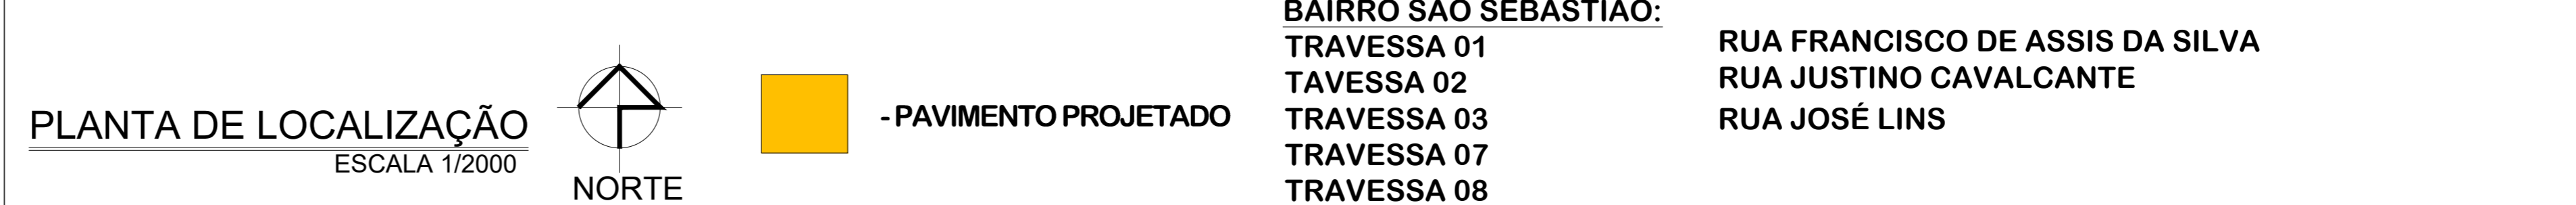 PLANTA DE LOCALIZAÇÃO
ESCALA 1/2000
NORTE
- PAVIMENTO PROJETADO
BAIRRO SÃO SEBASTIÃO:
TRAVESSA 01
TAVESSA 02
TRAVESSA 03
TRAVESSA 07
TRAVESSA 08
RUA FRANCISCO DE ASSIS DA SILVA
RUA JUSTINO CAVALCANTE
RUA JOSÉ LINS